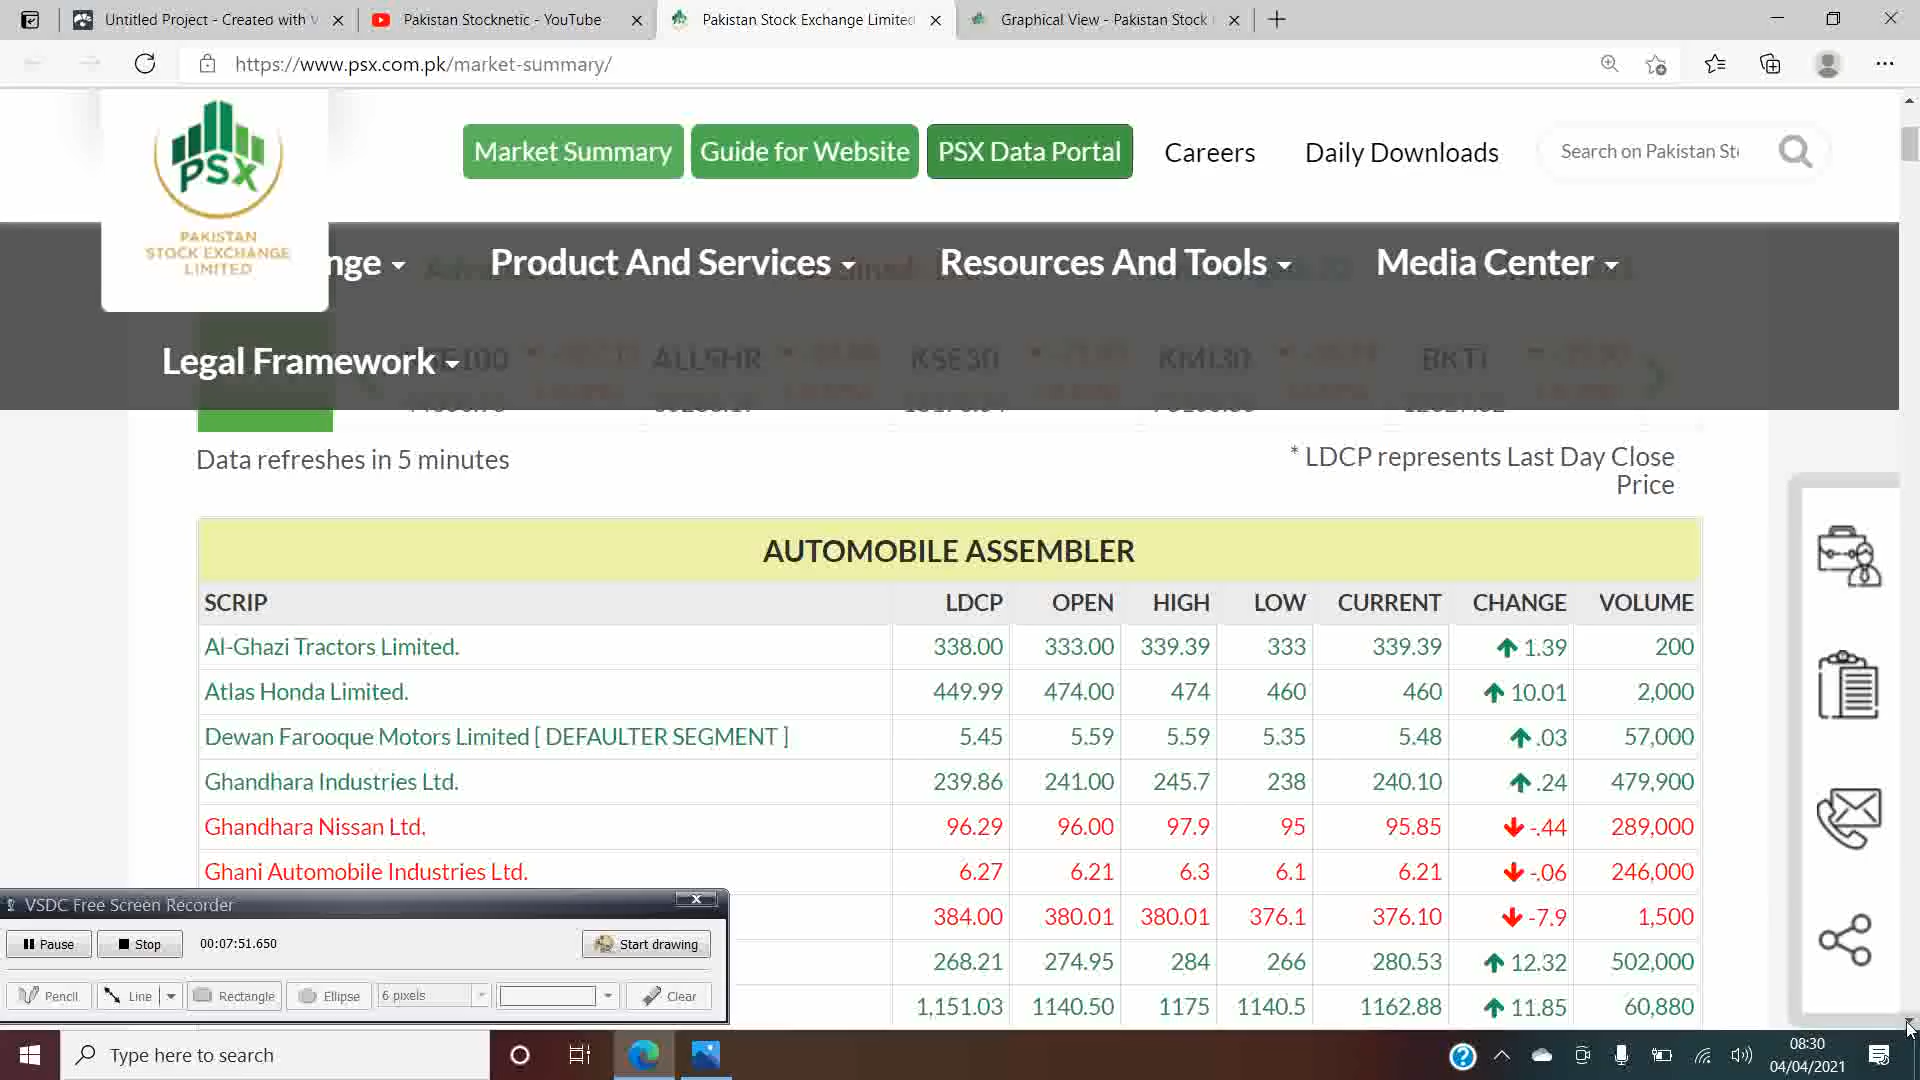 Untitled Project - Created with V
Pakistan Stocknetic - YouTube
Pakistan Stock Exchange Limited
Graphical View - Pakistan Stock
https://www.psx.com.pk/market-summary/
PSX
PAKISTAN
STOCK EXCHANGE
LIMITED
Market Summary
Guide for Website
PSX Data Portal
Careers
Daily Downloads
Search on Pakistan Sto
nge
Product And Services
Resources And Tools
Media Center
Legal Framework
ALLSHR
KSE30
KMI30
BKTI
Data refreshes in 5 minutes
* LDCP represents Last Day Close
Price
AUTOMOBILE ASSEMBLER
SCRIP LDCP OPEN HIGH LOW CURRENT CHANGE VOLUME
Al-Ghazi Tractors Limited. 338.00 333.00 339.39 333 339.39 1.39 200
Atlas Honda Limited. 449.99 474.00 474 460 460 10.01 2,000
Dewan Farooque Motors Limited [ DEFAULTER SEGMENT ] 5.45 5.59 5.59 5.35 5.48 .03 57,000
Ghandhara Industries Ltd. 239.86 241.00 245.7 238 240.10 .24 479,900
Ghandhara Nissan Ltd. 96.29 96.00 97.9 95 95.85 -.44 289,000
Ghani Automobile Industries Ltd. 6.27 6.21 6.3 6.1 6.21 -.06 246,000
384.00 380.01 380.01 376.1 376.10 -7.9 1,500
268.21 274.95 284 266 280.53 12.32 502,000
1,151.03 1140.50 1175 1140.5 1162.88 11.85 60,880
VSDC Free Screen Recorder
Pause
Stop
00:07:51.650
Start drawing
Pencil
Line
Rectangle
Ellipse
6 pixels
Clear
Type here to search
08:30
04/04/2021